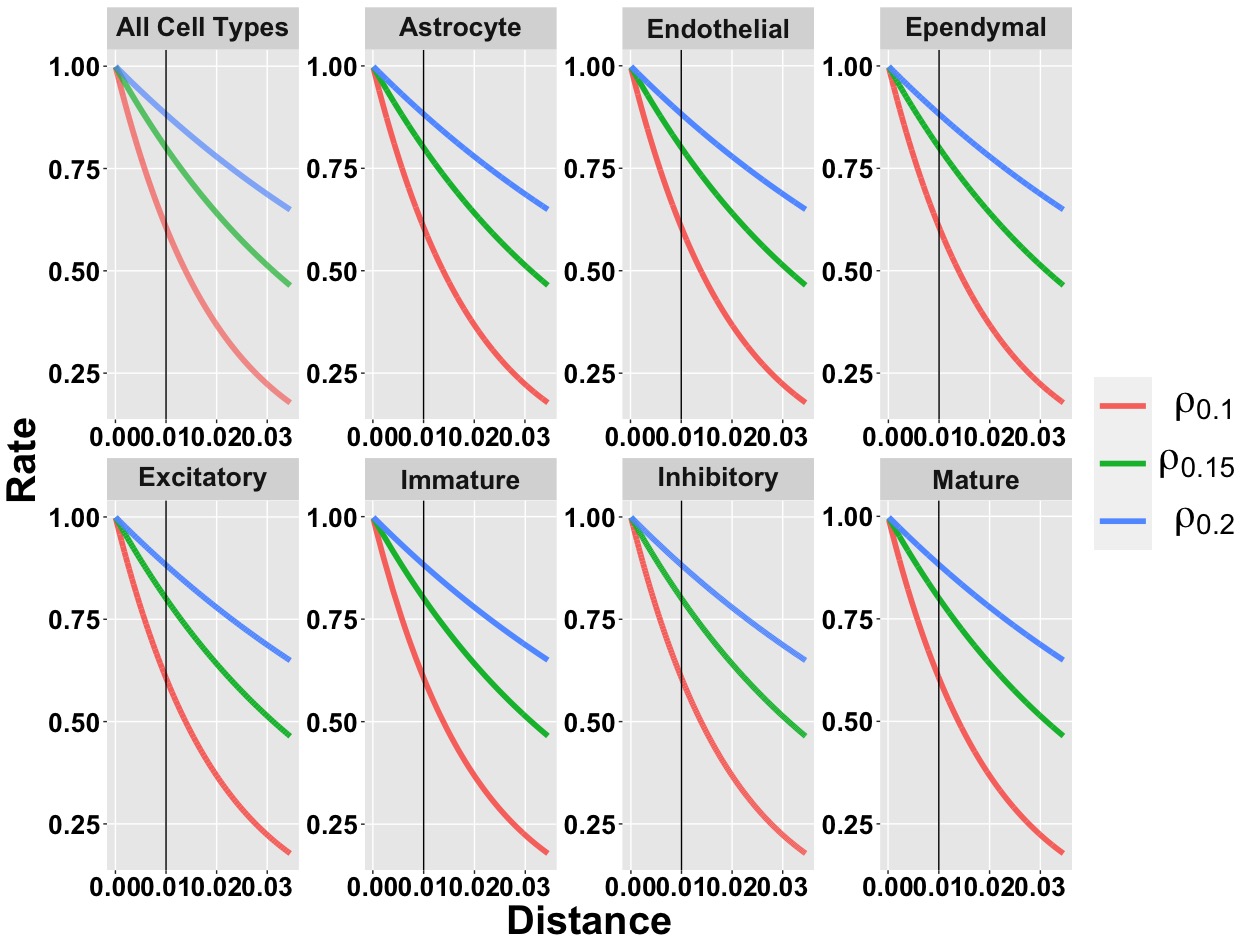 All Cell Types Astrocyte Endothelial Ependymal
1.00 1.00 1.00 1.00
0.75 0.75 0.75 0.75
0.50 0.50 0.50 0.50
0.25 0.25 0.25 0.25
0.000.010.020.03 0.000.010.020.03 0.000.010.020.03 0.000.010.020.03
Rate
Excitatory Immature Inhibitory Mature
1.00 1.00 1.00 1.00
0.75 0.75 0.75 0.75
0.50 0.50 0.50 0.50
0.25 0.25 0.25 0.25
0.000.010.020.03 0.000.010.020.03 0.000.010.020.03 0.000.010.020.03
Distance
ρ0.1
ρ0.15
ρ0.2